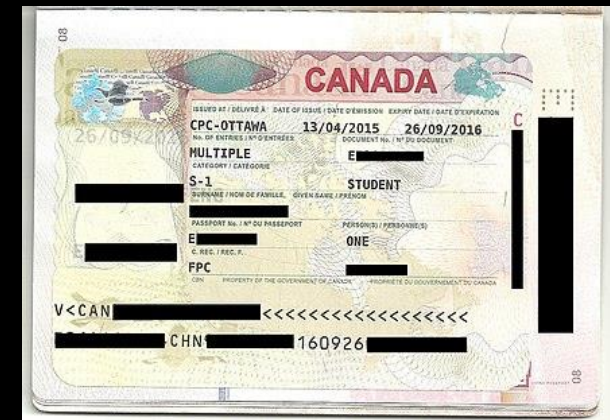 08
CANADA
ISSUED AT / DÉLIVRÉ À DATE OF ISSUE / DATE D'ÉMISSION EXPIRY DATE / DATE D'EXPIRATION
CPC-OTTAWA 13/04/2015 26/09/2016
No. OF ENTRIES / Nº D'ENTRÉES DOCUMENT No. / Nº DU DOCUMENT
MULTIPLE E
CATEGORY / CATÉGORIE
S-1 STUDENT
SURNAME / NOM DE FAMILLE, GIVEN NAME / PRÉNOM
PASSPORT No. / Nº DU PASSEPORT PERSON(S) / PERSONNE(S)
E ONE
C. REC. / REC. F.
FPC
CBN PROPERTY OF THE GOVERNMENT OF CANADA PROPRIÉTÉ DU GOUVERNEMENT DU CANADA
C
V<CAN <<<<<<<<<<<<<<<<<<
CHN 160926
08